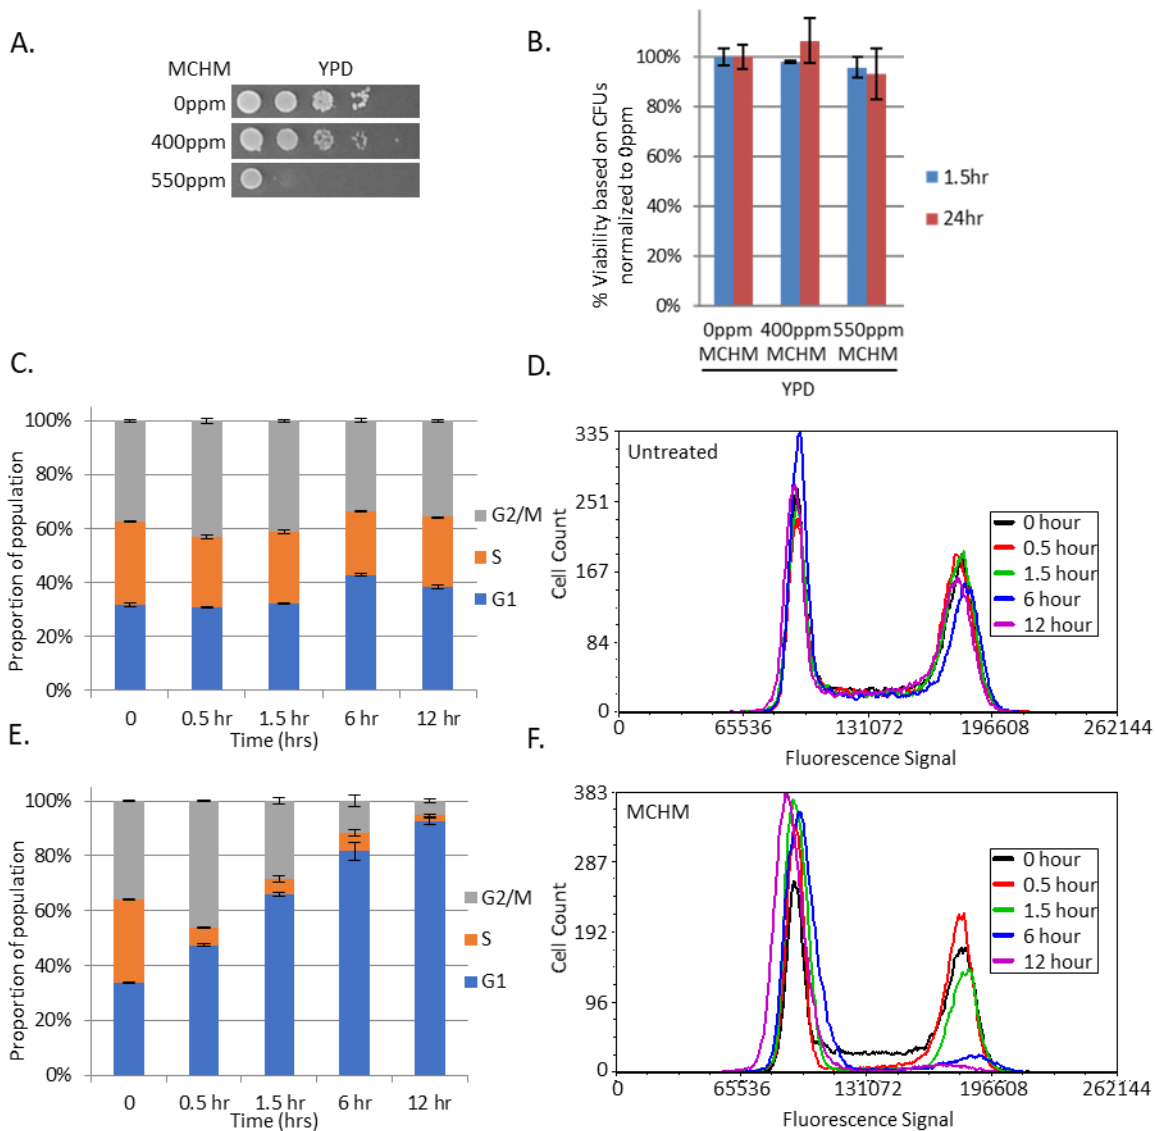 A.
MCHM YPD
0ppm
400ppm
550ppm
B.
% Viability based on CFUs
normalized to 0ppm
100%
80%
60%
40%
20%
0%
0ppm 400ppm 550ppm
MCHM MCHM MCHM
YPD
1.5hr
24hr
C.
Proportion of population
100%
80%
60%
40%
20%
0%
0 0.5 hr 1.5 hr 6 hr 12 hr
Time (hrs)
G2/M
S
G1
D.
Untreated
Cell Count
335
251
167
84
0
0 65536 131072 196608 262144
Fluorescence Signal
0 hour
0.5 hour
1.5 hour
6 hour
12 hour
E.
Proportion of population
100%
80%
60%
40%
20%
0%
0 0.5 hr 1.5 hr 6 hr 12 hr
Time (hrs)
G2/M
S
G1
F.
MCHM
Cell Count
383
287
192
96
0
0 65536 131072 196608 262144
Fluorescence Signal
0 hour
0.5 hour
1.5 hour
6 hour
12 hour